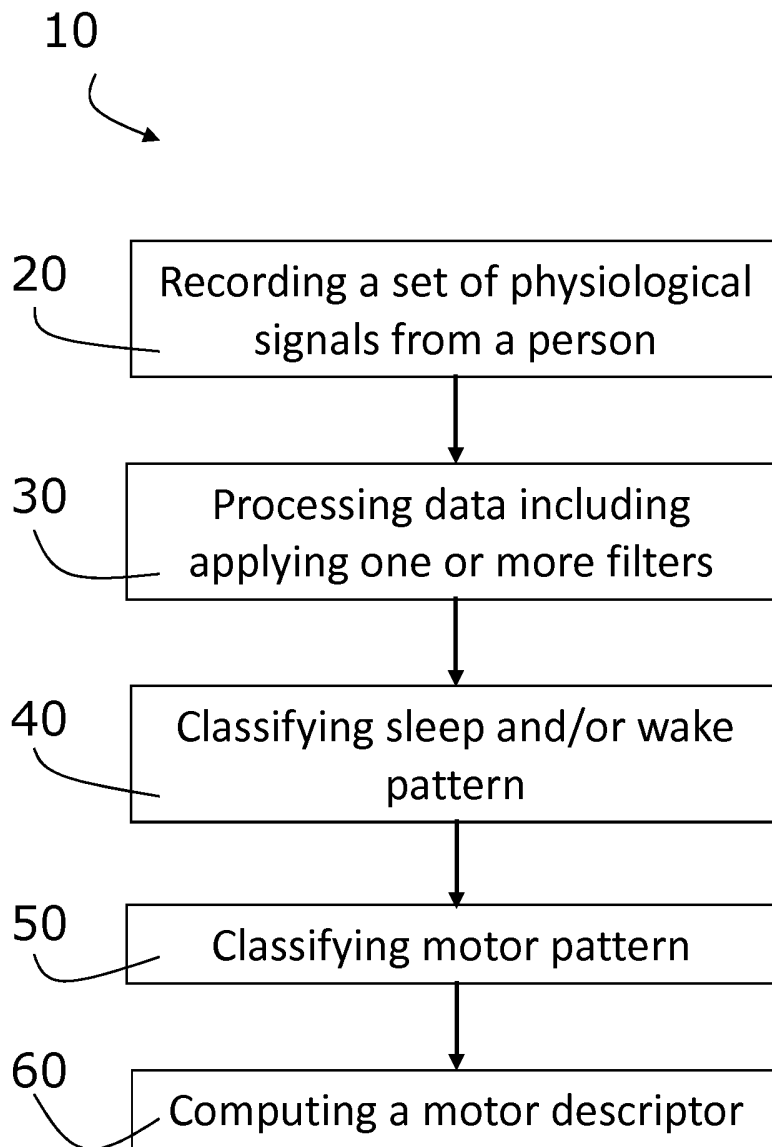 10
20
Recording a set of physiological
signals from a person
30
Processing data including
applying one or more filters
40
Classifying sleep and/or wake
pattern
50
Classifying motor pattern
60
Computing a motor descriptor